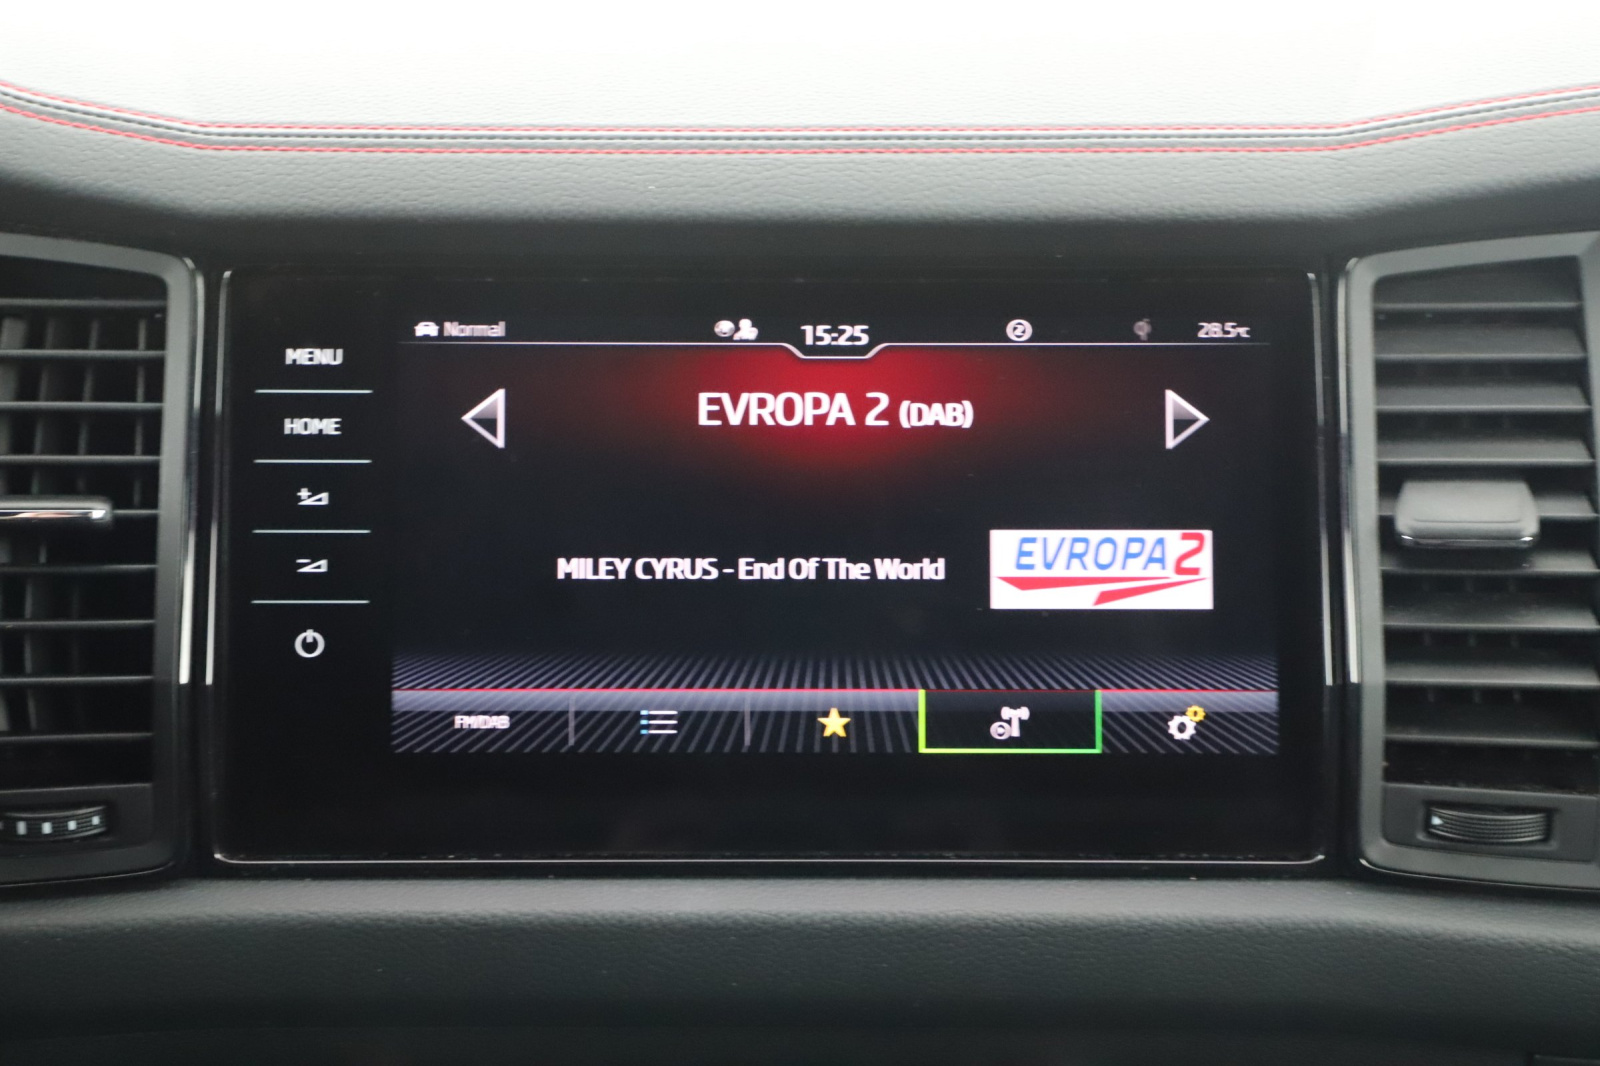 Normal
15:25
2
28.5°C
MENU
HOME
EVROPA 2 (DAB)
MILEY CYRUS - End Of The World
EVROPA 2
FM/DAB